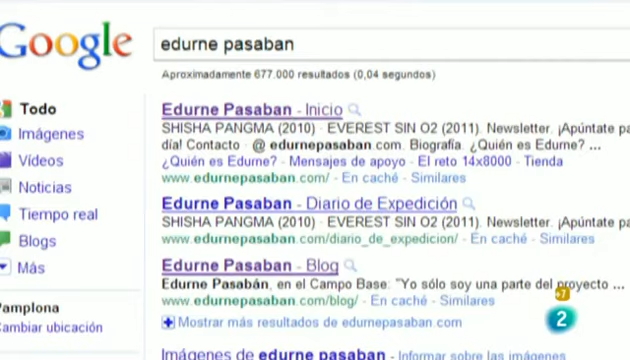 Google
edurne pasaban
Aproximadamente 677.000 resultados (0,04 segundos)
Todo
Imágenes
Vídeos
Noticias
Tiempo real
Blogs
Más
Pamplona
Cambiar ubicación
Edurne Pasaban - Inicio
SHISHA PANGMA (2010) · EVEREST SIN O2 (2011). Newsletter. ¡Apúntate pa
día! Contacto · @ edurnepasaban.com. Biografía. ¿Quién es Edurne? ...
¿Quién es Edurne? - Mensajes de apoyo - El reto 14x8000 - Tienda
www.edurnepasaban.com/ - En caché - Similares
Edurne Pasaban - Diario de Expedición
SHISHA PANGMA (2010) · EVEREST SIN O2 (2011). Newsletter. ¡Apúntate pa
www.edurnepasaban.com/diario_de_expedicion/ - En caché - Similares
Edurne Pasaban - Blog
Edurne Pasabán, en el Campo Base: "Yo sólo soy una parte del proyecto ...
www.edurnepasaban.com/blog/ - En caché - Similares
Mostrar más resultados de edurnepasaban.com
Imágenes de edurne pasaban - Informar sobre las imágenes
+7
2